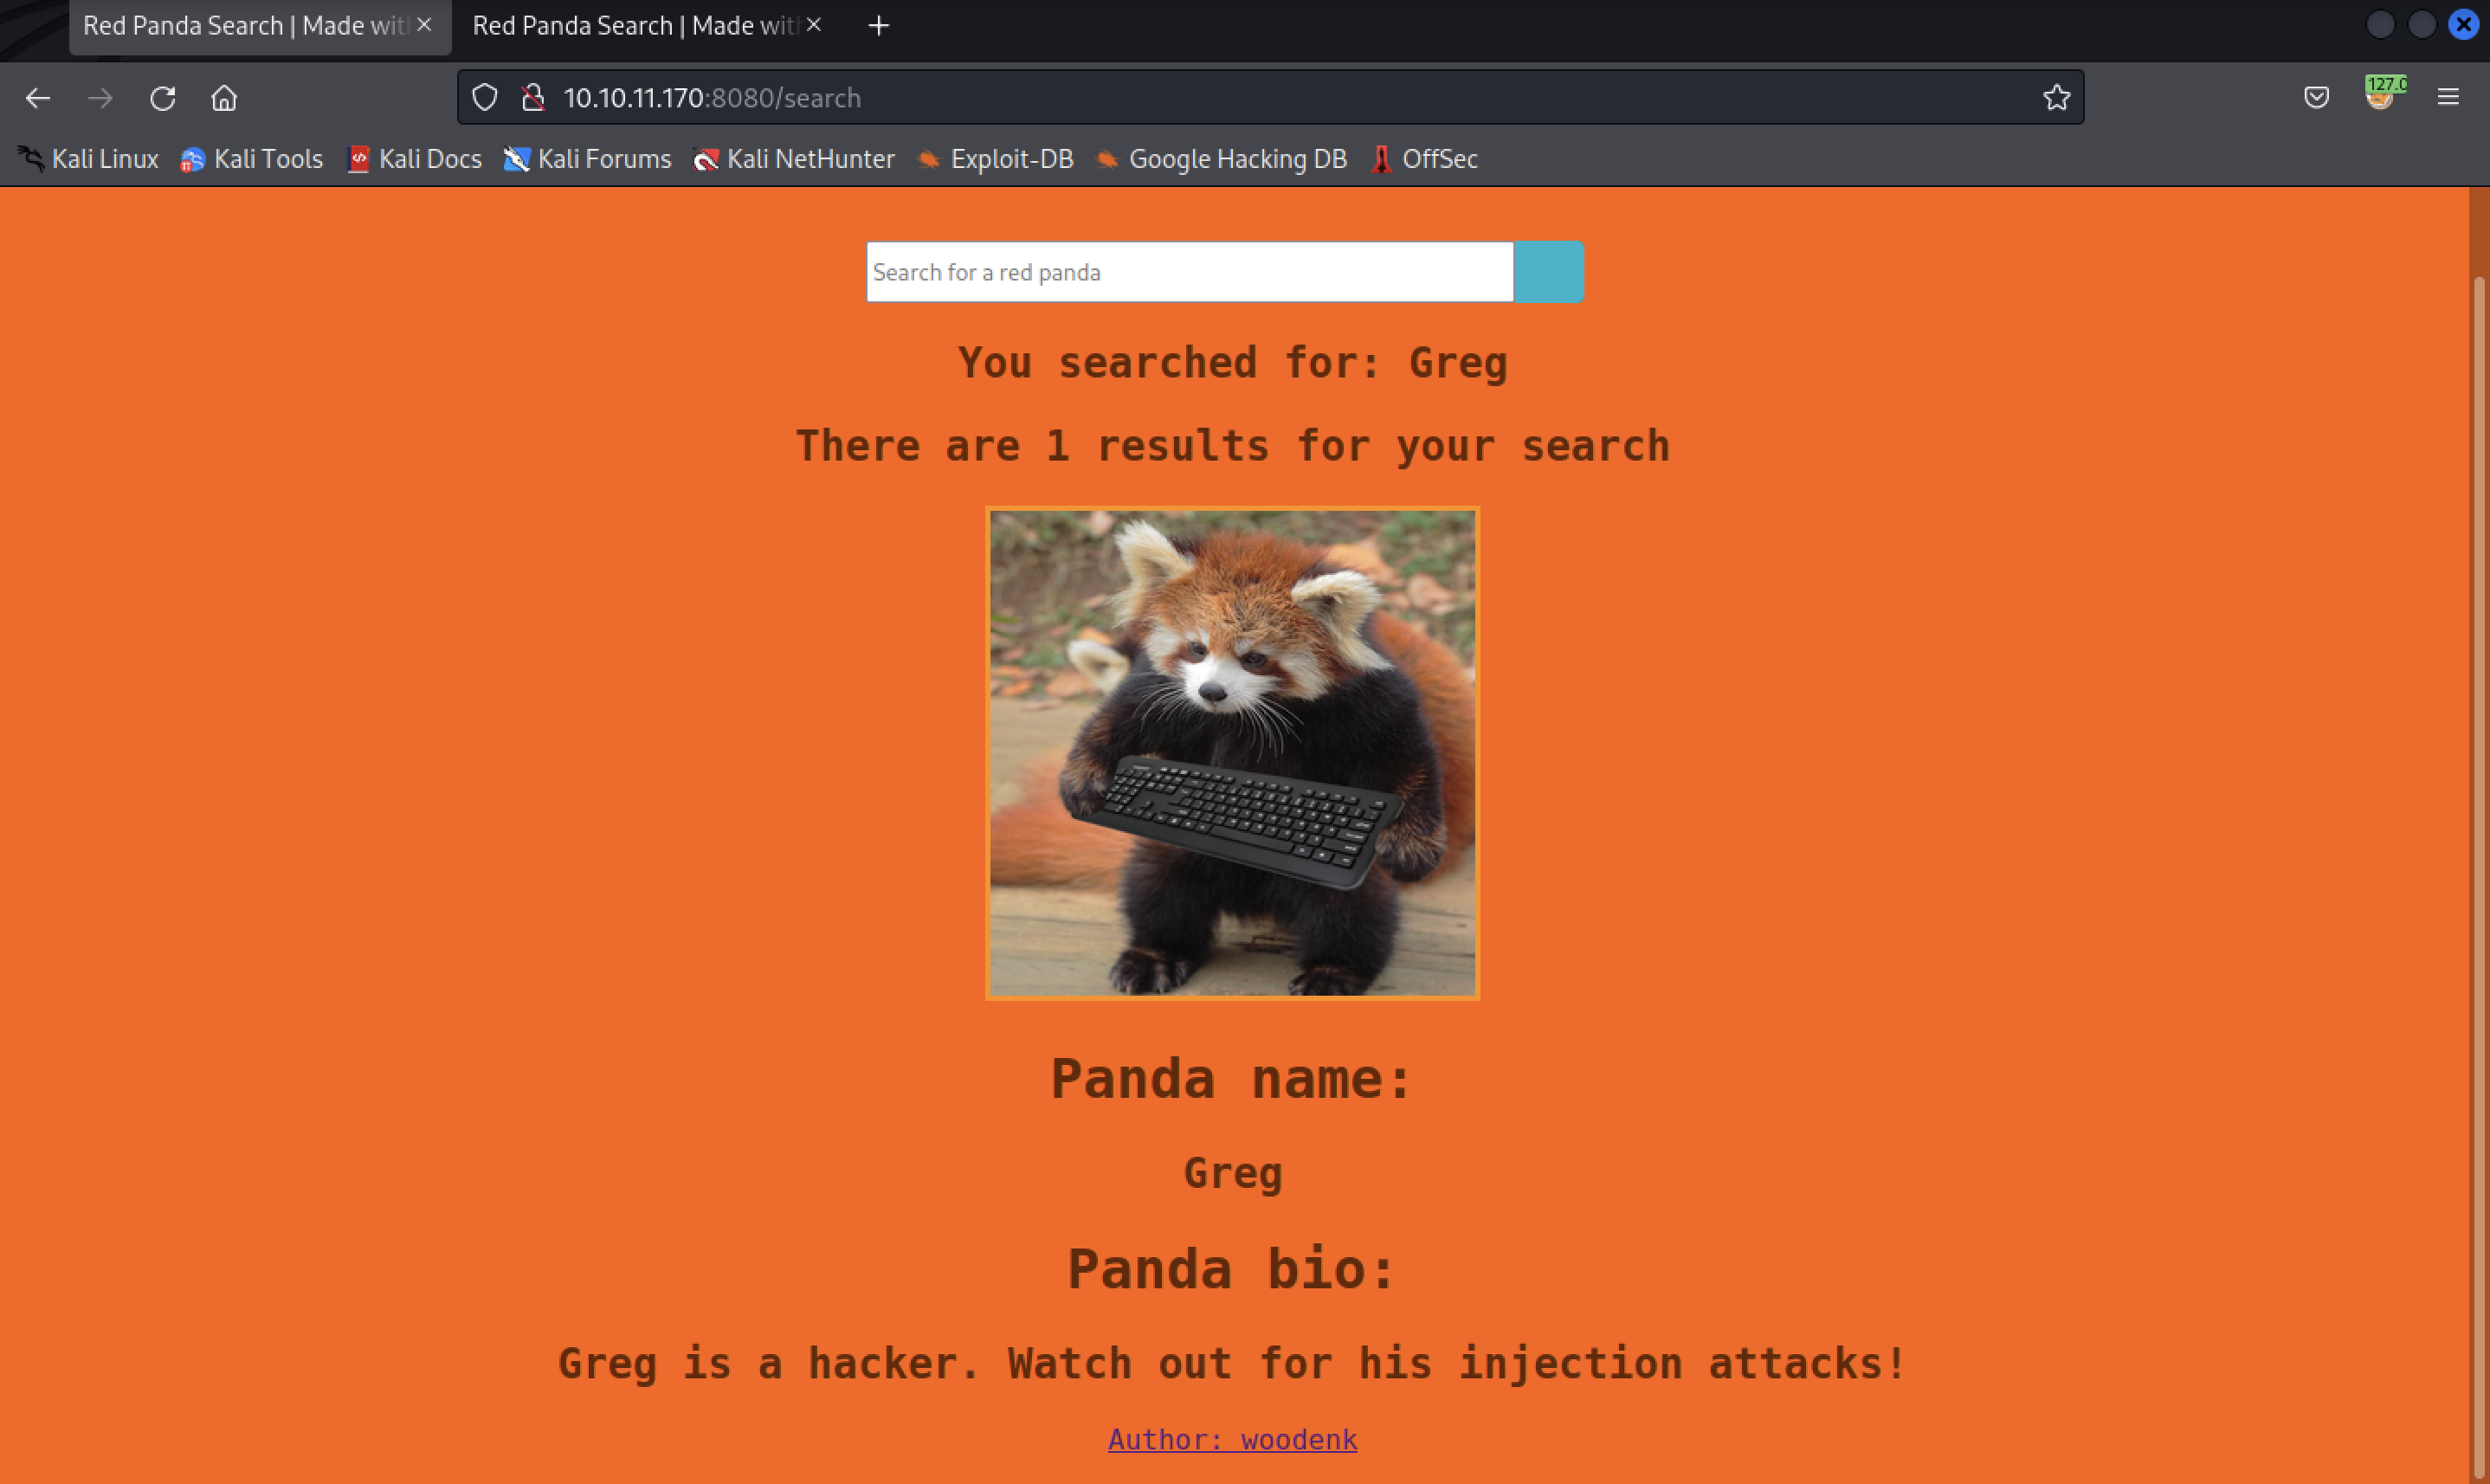 Red Panda Search | Made with
Red Panda Search | Made with
10.10.11.170:8080/search
127.0
Kali Linux
Kali Tools
Kali Docs
Kali Forums
Kali NetHunter
Exploit-DB
Google Hacking DB
OffSec
Search for a red panda
You searched for: Greg
There are 1 results for your search
Panda name:
Greg
Panda bio:
Greg is a hacker. Watch out for his injection attacks!
Author: woodenk